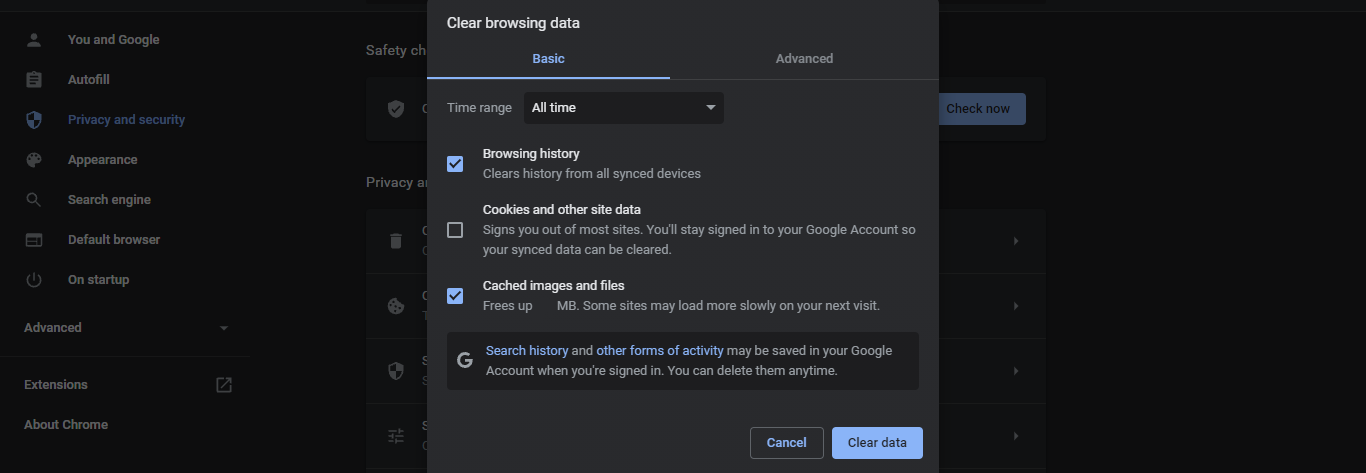 You and Google
Autofill
Privacy and security
Appearance
Search engine
Default browser
On startup
Advanced
Extensions
About Chrome
Safety
Check now
Privacy
Clear browsing data
Basic
Advanced
Time range All time
Browsing history
Clears history from all synced devices
Cookies and other site data
Signs you out of most sites. You'll stay signed in to your Google Account so
your synced data can be cleared.
Cached images and files
Frees up MB. Some sites may load more slowly on your next visit.
Search history and other forms of activity may be saved in your Google
Account when you're signed in. You can delete them anytime.
Cancel
Clear data